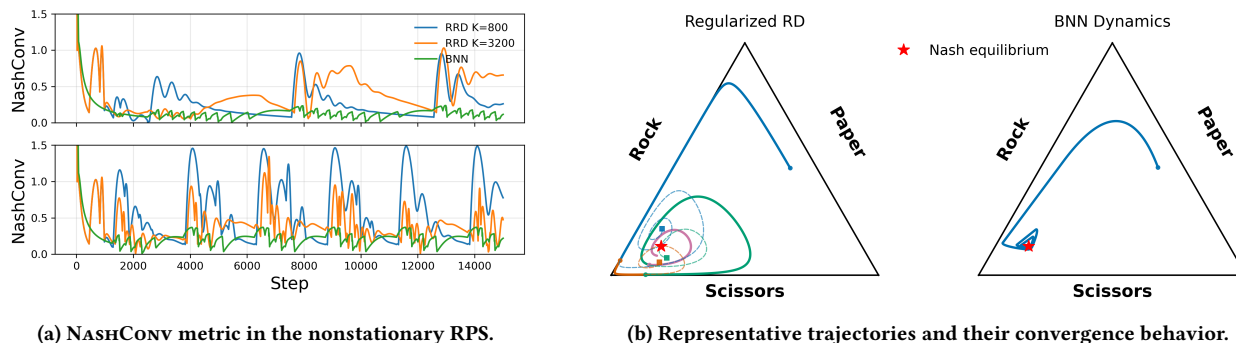 1.5
1.0
0.5
0.0
NashConv
RRD K=800
RRD K=3200
BNN
1.5
1.0
0.5
0.0
NashConv
0
2000
4000
6000
8000
10000
12000
14000
Step
(a) NASHCONV metric in the nonstationary RPS.
Regularized RD
Rock
Paper
Scissors
Nash equilibrium
BNN Dynamics
Rock
Paper
Scissors
(b) Representative trajectories and their convergence behavior.